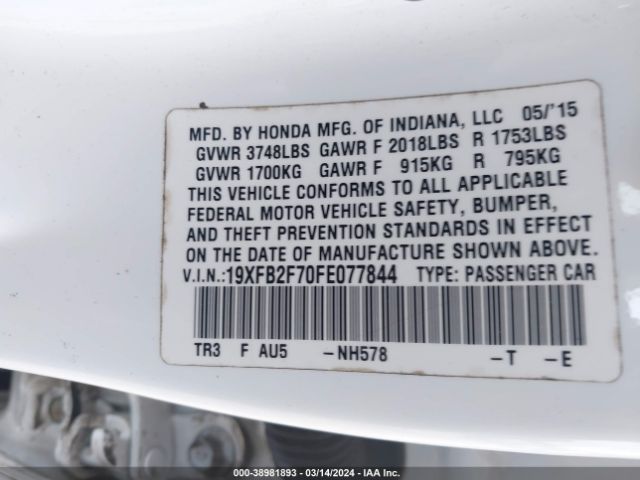 MFD. BY HONDA MFG. OF INDIANA, LLC 05/'15
GVWR 3748LBS GAWR F 2018LBS R 1753LBS
GVWR 1700KG GAWR F 915KG R 795KG
THIS VEHICLE CONFORMS TO ALL APPLICABLE
FEDERAL MOTOR VEHICLE SAFETY, BUMPER,
AND THEFT PREVENTION STANDARDS IN EFFECT
ON THE DATE OF MANUFACTURE SHOWN ABOVE.
V.I.N.:19XFB2F70FE077844 TYPE: PASSENGER CAR
TR3 F AU5 -NH578 -T -E
000-38981893 - 03/14/2024 - IAA Inc.